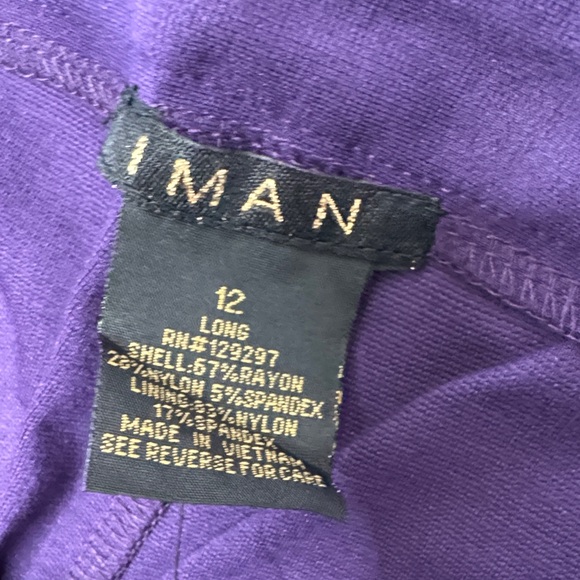 IMAN
12
LONG
RN#129297
SHELL:67%RAYON
28%NYLON 5%SPANDEX
LINING:83%NYLON
17%SPANDEX
MADE IN VIETNAM
SEE REVERSE FOR CARE